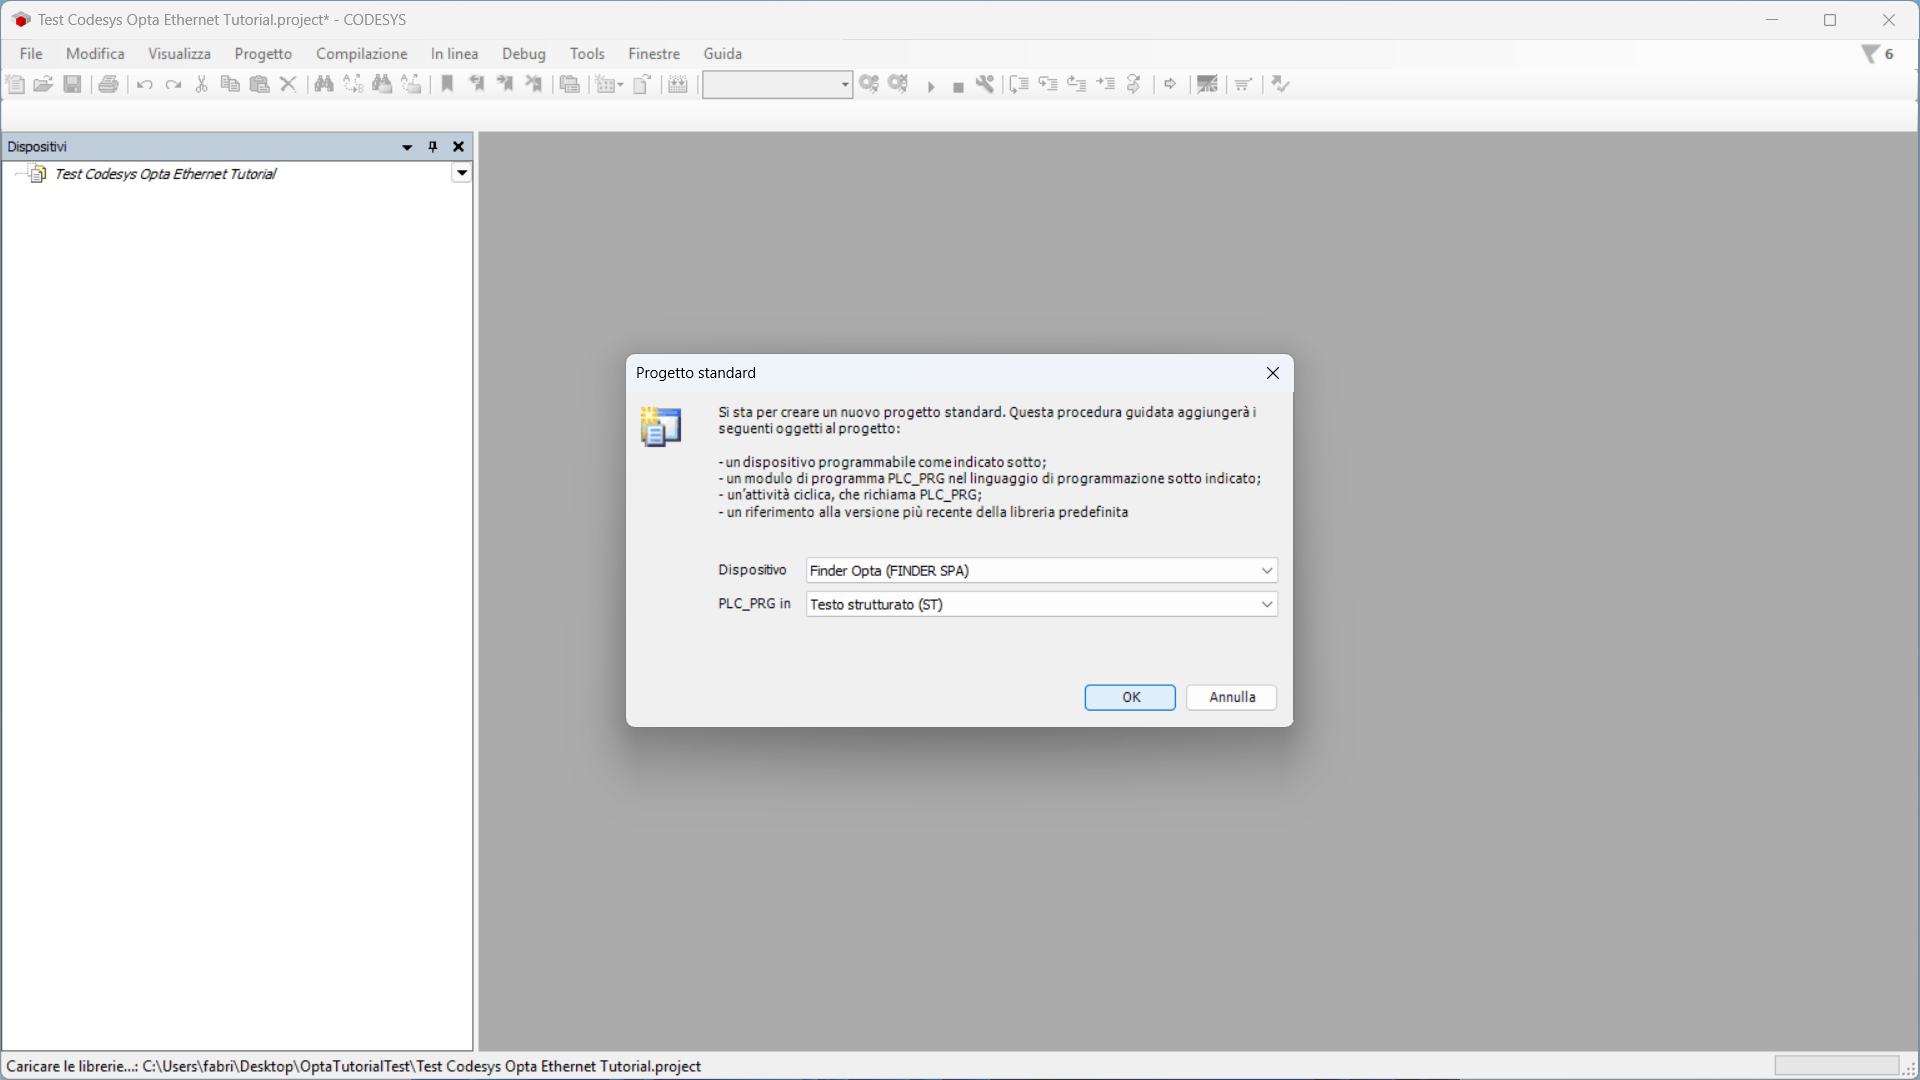 Test Codesys Opta Ethernet Tutorial.project* - CODESYS
File Modifica Visualizza Progetto Compilazione In linea Debug Tools Finestre Guida 6
Dispositivi
Test Codesys Opta Ethernet Tutorial
Progetto standard
Si sta per creare un nuovo progetto standard. Questa procedura guidata aggiungerà i
seguenti oggetti al progetto:
- un dispositivo programmabile come indicato sotto;
- un modulo di programma PLC_PRG nel linguaggio di programmazione sotto indicato;
- un'attività ciclica, che richiama PLC_PRG;
- un riferimento alla versione più recente della libreria predefinita
Dispositivo Finder Opta (FINDER SPA)
PLC_PRG in Testo strutturato (ST)
OK Annulla
Caricare le librerie...: C:\Users\fabri\Desktop\OptaTutorialTest\Test Codesys Opta Ethernet Tutorial.project